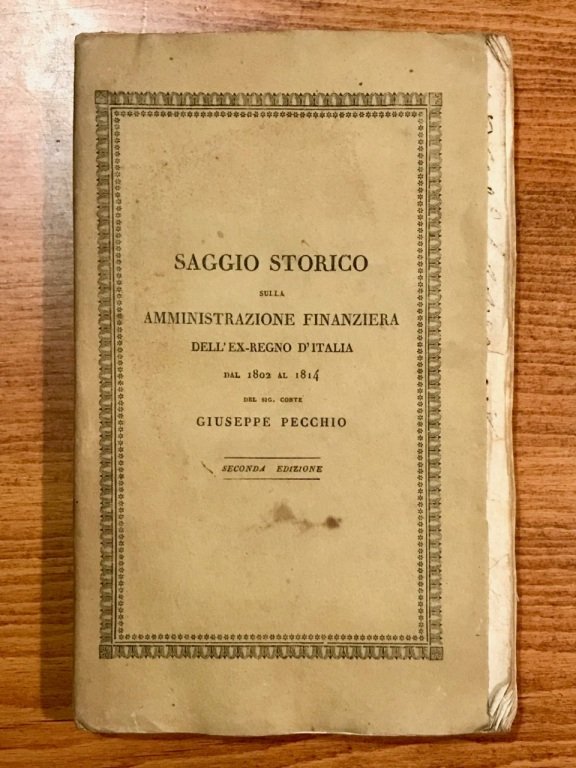 SAGGIO STORICO
SULLA
AMMINISTRAZIONE FINANZIERA
DELL'EX-REGNO D'ITALIA
DAL 1802 AL 1814
DEL SIG. CONTE
GIUSEPPE PECCHIO
SECONDA EDIZIONE